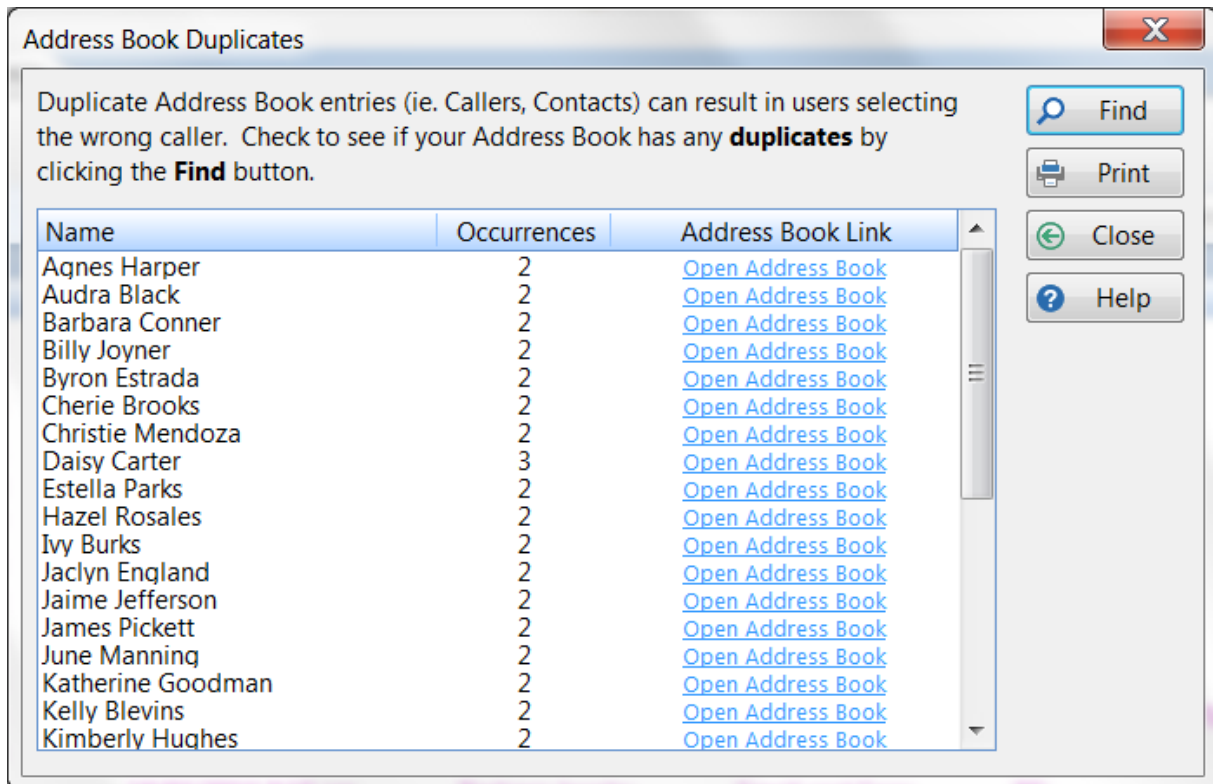 Address Book Duplicates
X
Duplicate Address Book entries (ie. Callers, Contacts) can result in users selecting
the wrong caller.  Check to see if your Address Book has any duplicates by
clicking the Find button.
Find
Print
Close
Help
Name Occurrences Address Book Link
Agnes Harper 2 Open Address Book
Audra Black 2 Open Address Book
Barbara Conner 2 Open Address Book
Billy Joyner 2 Open Address Book
Byron Estrada 2 Open Address Book
Cherie Brooks 2 Open Address Book
Christie Mendoza 2 Open Address Book
Daisy Carter 3 Open Address Book
Estella Parks 2 Open Address Book
Hazel Rosales 2 Open Address Book
Ivy Burks 2 Open Address Book
Jaclyn England 2 Open Address Book
Jaime Jefferson 2 Open Address Book
James Pickett 2 Open Address Book
June Manning 2 Open Address Book
Katherine Goodman 2 Open Address Book
Kelly Blevins 2 Open Address Book
Kimberly Hughes 2 Open Address Book